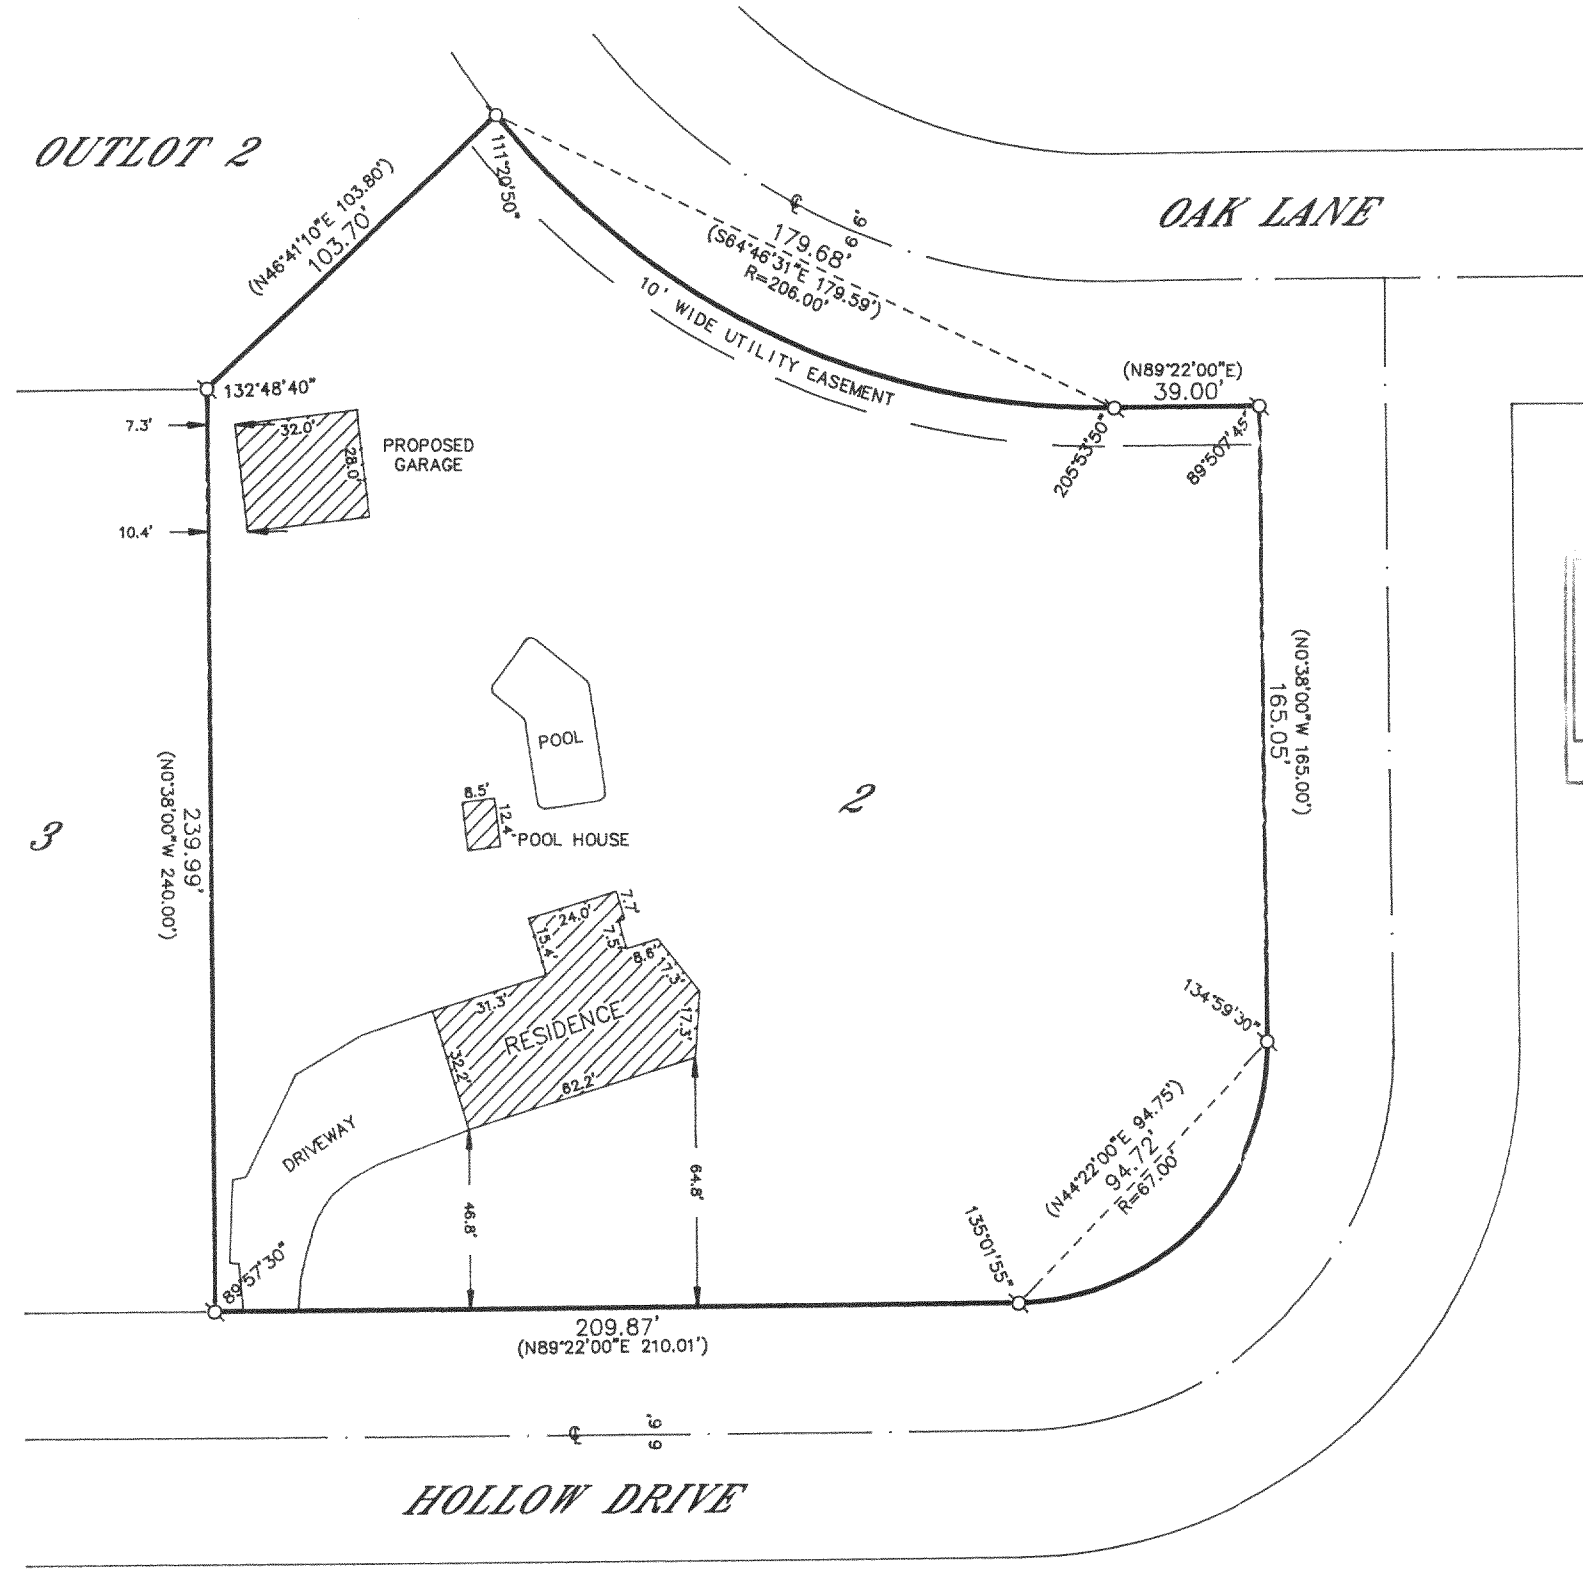 OUTLOT 2
(N46°41'10"E 103.80')
103.70'
111°20'50"
℄
66'
179.68'
(S64°46'31"E 179.59')
R=206.00'
10' WIDE UTILITY EASEMENT
OAK LANE
(N89°22'00"E)
39.00'
205°53'50"
89°50'45"
132°48'40"
7.3'
32.0'
28.0'
PROPOSED
GARAGE
10.4'
(N0°38'00"W 165.00')
165.05'
POOL
8.5'
12.4'
POOL HOUSE
2
3
239.99'
(N0°38'00"W 240.00')
7.7'
24.0'
15.4'
7.5'
8.6'
17.3'
31.3'
RESIDENCE
17.3'
32.2'
62.2'
134°59'30"
DRIVEWAY
(N44°22'00"E 94.75')
94.72'
R=67.00'
64.8'
46.8'
135°01'55"
89°57'30"
209.87'
(N89°22'00"E 210.01')
℄
66'
HOLLOW DRIVE